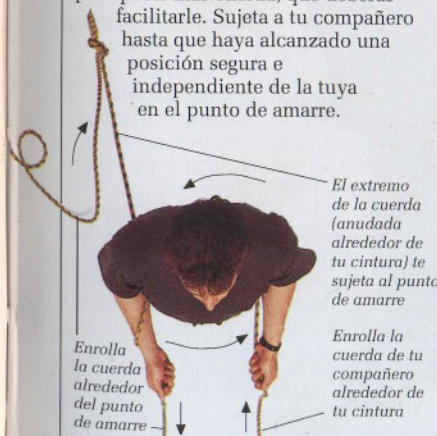 facilitarle. Sujeta a tu compañero
hasta que haya alcanzado una
posición segura e
independiente de la tuya
en el punto de amarre.
El extremo
de la cuerda
(anudada
alrededor de
tu cintura) te
sujeta al punto
de amarre
Enrolla
la cuerda
alrededor
del punto
de amarre
Enrolla la
cuerda de tu
compañero
alrededor de
tu cintura